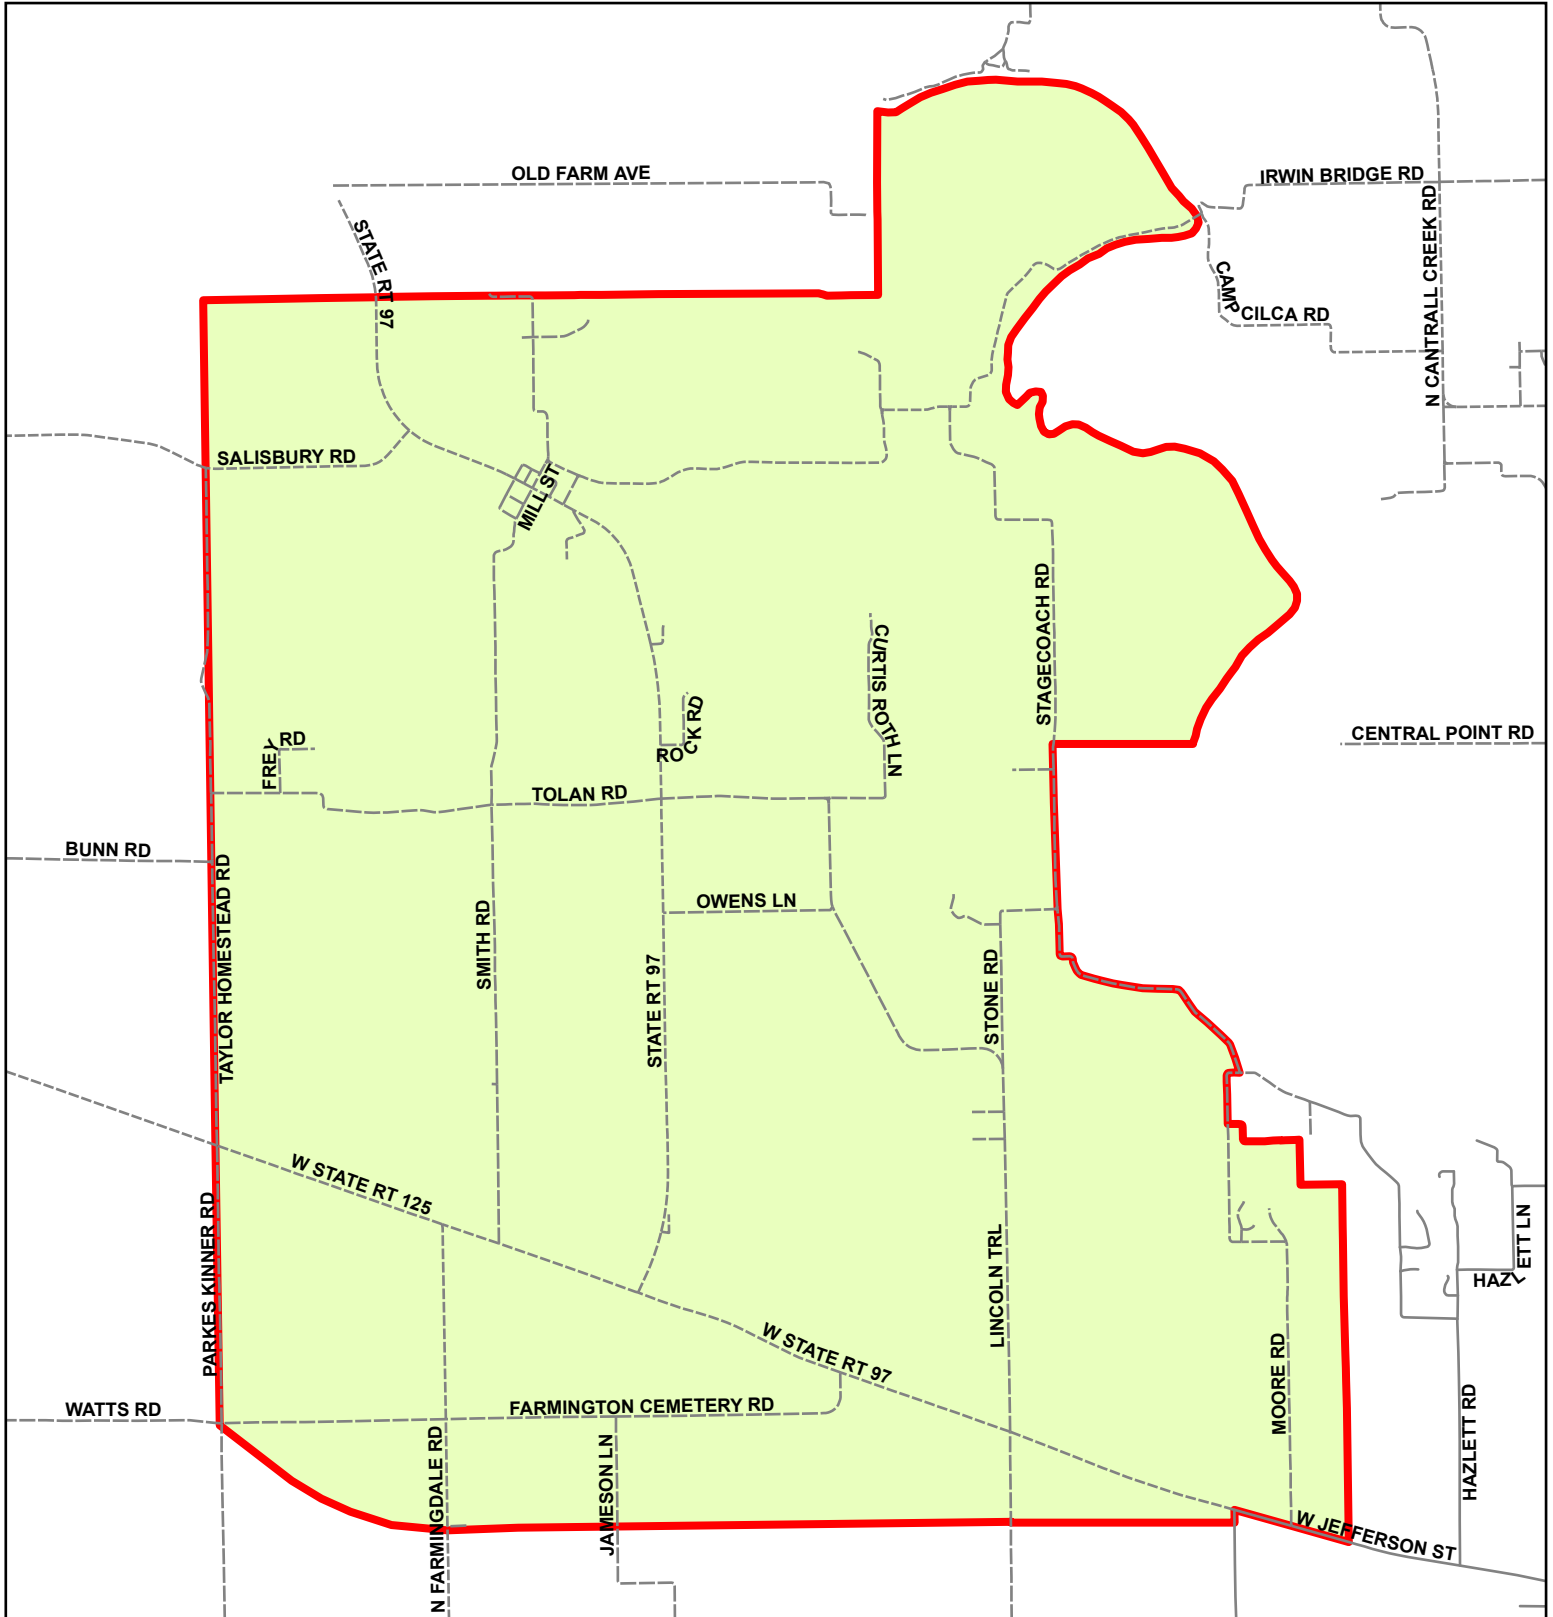 OLD FARM AVE
IRWIN BRIDGE RD
N CANTRALL CREEK RD
STATE RT 97
CAMP CILCA RD
SALISBURY RD
MILL ST
STAGECOACH RD
CURTIS ROTH LN
ROCK RD
FREY RD
CENTRAL POINT RD
TOLAN RD
BUNN RD
TAYLOR HOMESTEAD RD
SMITH RD
OWENS LN
STATE RT 97
STONE RD
W STATE RT 125
PARKES KINNER RD
LINCOLN TRL
HAZLETT LN
W STATE RT 97
MOORE RD
WATTS RD
FARMINGTON CEMETERY RD
N FARMINGDALE RD
JAMESON LN
HAZLETT RD
W JEFFERSON ST